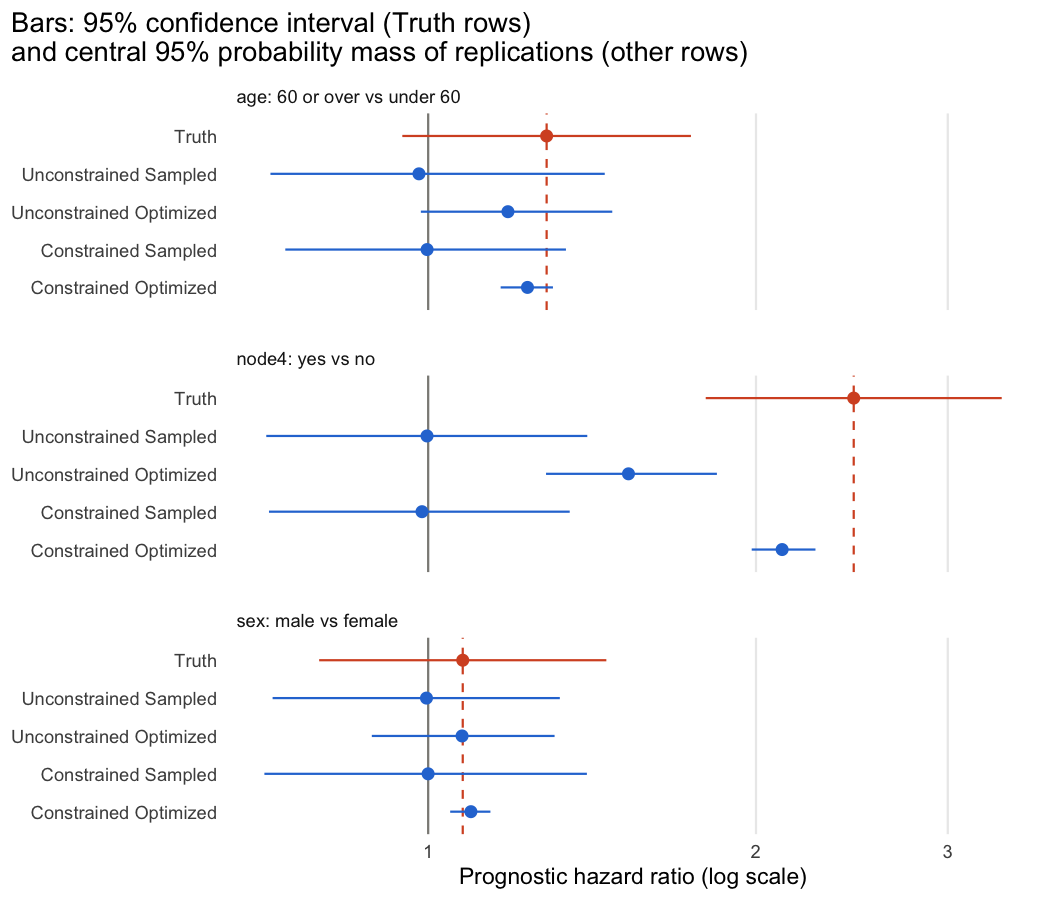 Bars: 95% confidence interval (Truth rows)
and central 95% probability mass of replications (other rows)
age: 60 or over vs under 60
Truth
Unconstrained Sampled
Unconstrained Optimized
Constrained Sampled
Constrained Optimized
node4: yes vs no
Truth
Unconstrained Sampled
Unconstrained Optimized
Constrained Sampled
Constrained Optimized
sex: male vs female
Truth
Unconstrained Sampled
Unconstrained Optimized
Constrained Sampled
Constrained Optimized
1 2 3
Prognostic hazard ratio (log scale)